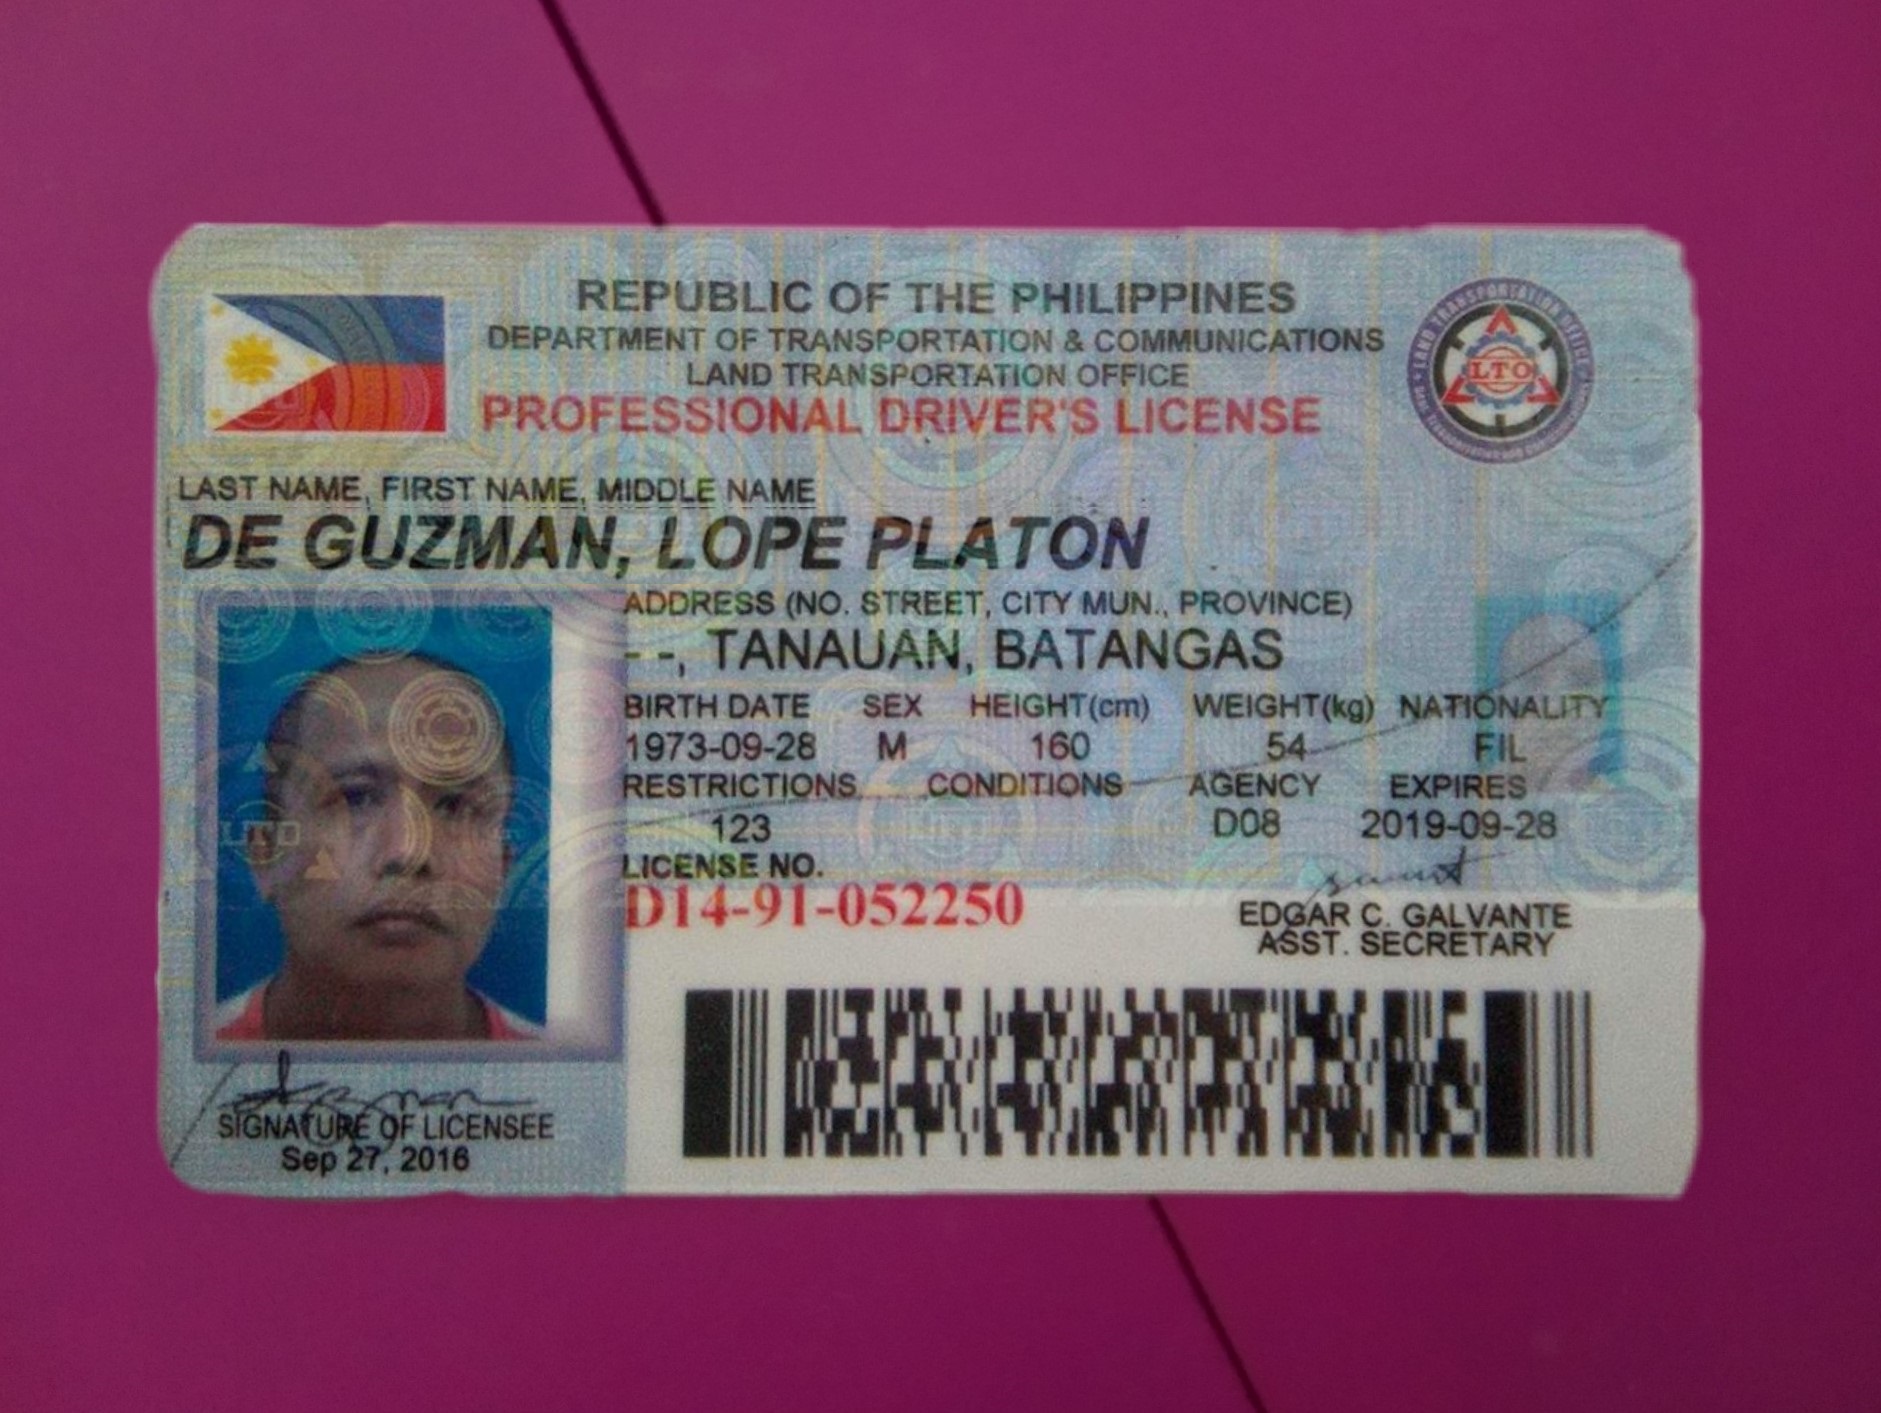 REPUBLIC OF THE PHILIPPINES
DEPARTMENT OF TRANSPORTATION & COMMUNICATIONS
LAND TRANSPORTATION OFFICE
PROFESSIONAL DRIVER'S LICENSE
LTO
LAST NAME, FIRST NAME, MIDDLE NAME
DE GUZMAN, LOPE PLATON
ADDRESS (NO. STREET, CITY MUN., PROVINCE)
- -, TANAUAN, BATANGAS
BIRTH DATE SEX HEIGHT(cm) WEIGHT(kg) NATIONALITY
1973-09-28 M 160 54 FIL
RESTRICTIONS CONDITIONS AGENCY EXPIRES
123 D08 2019-09-28
LICENSE NO.
D14-91-052250
EDGAR C. GALVANTE
ASST. SECRETARY
SIGNATURE OF LICENSEE
Sep 27, 2016